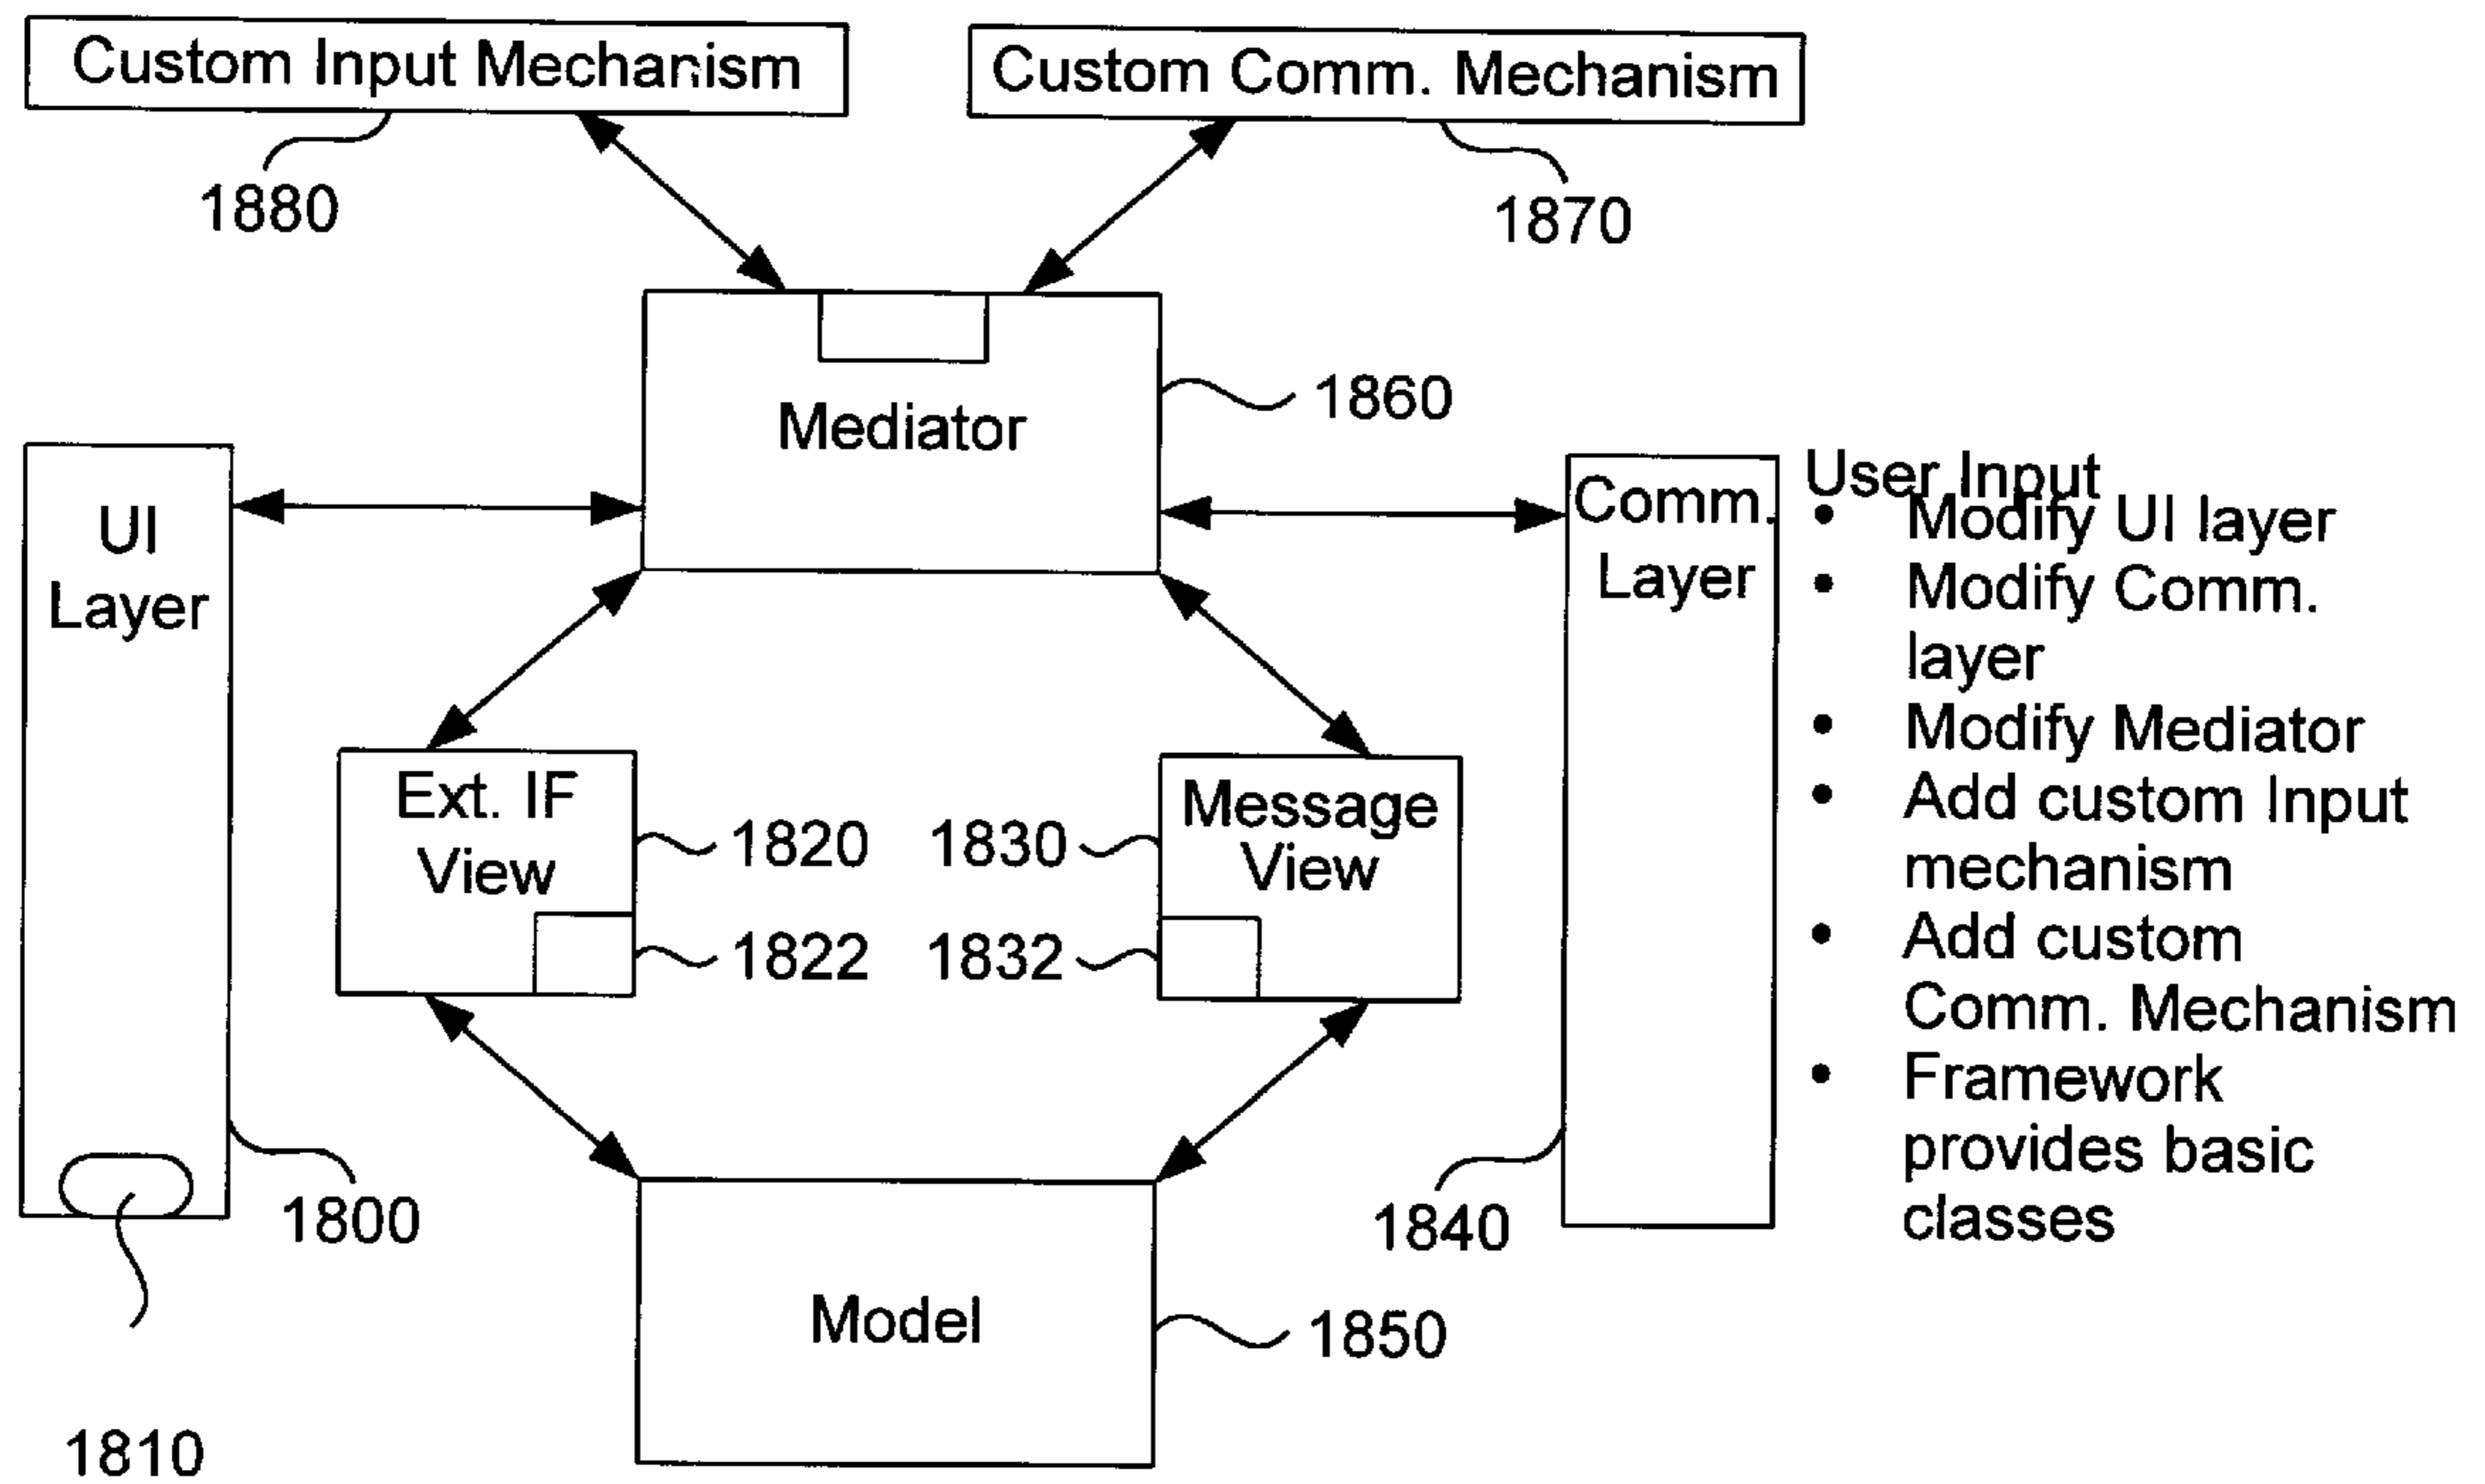 Custom Input Mechanism
Custom Comm. Mechanism
1880
1870
Mediator
1860
UI
Layer
Comm.
Layer
User Input
• Modify UI layer
• Modify Comm.
layer
• Modify Mediator
• Add custom Input
mechanism
• Add custom
Comm. Mechanism
• Framework
provides basic
classes
Ext. IF
View
1820
1822
Message
View
1830
1832
1800
1840
Model
1850
1810